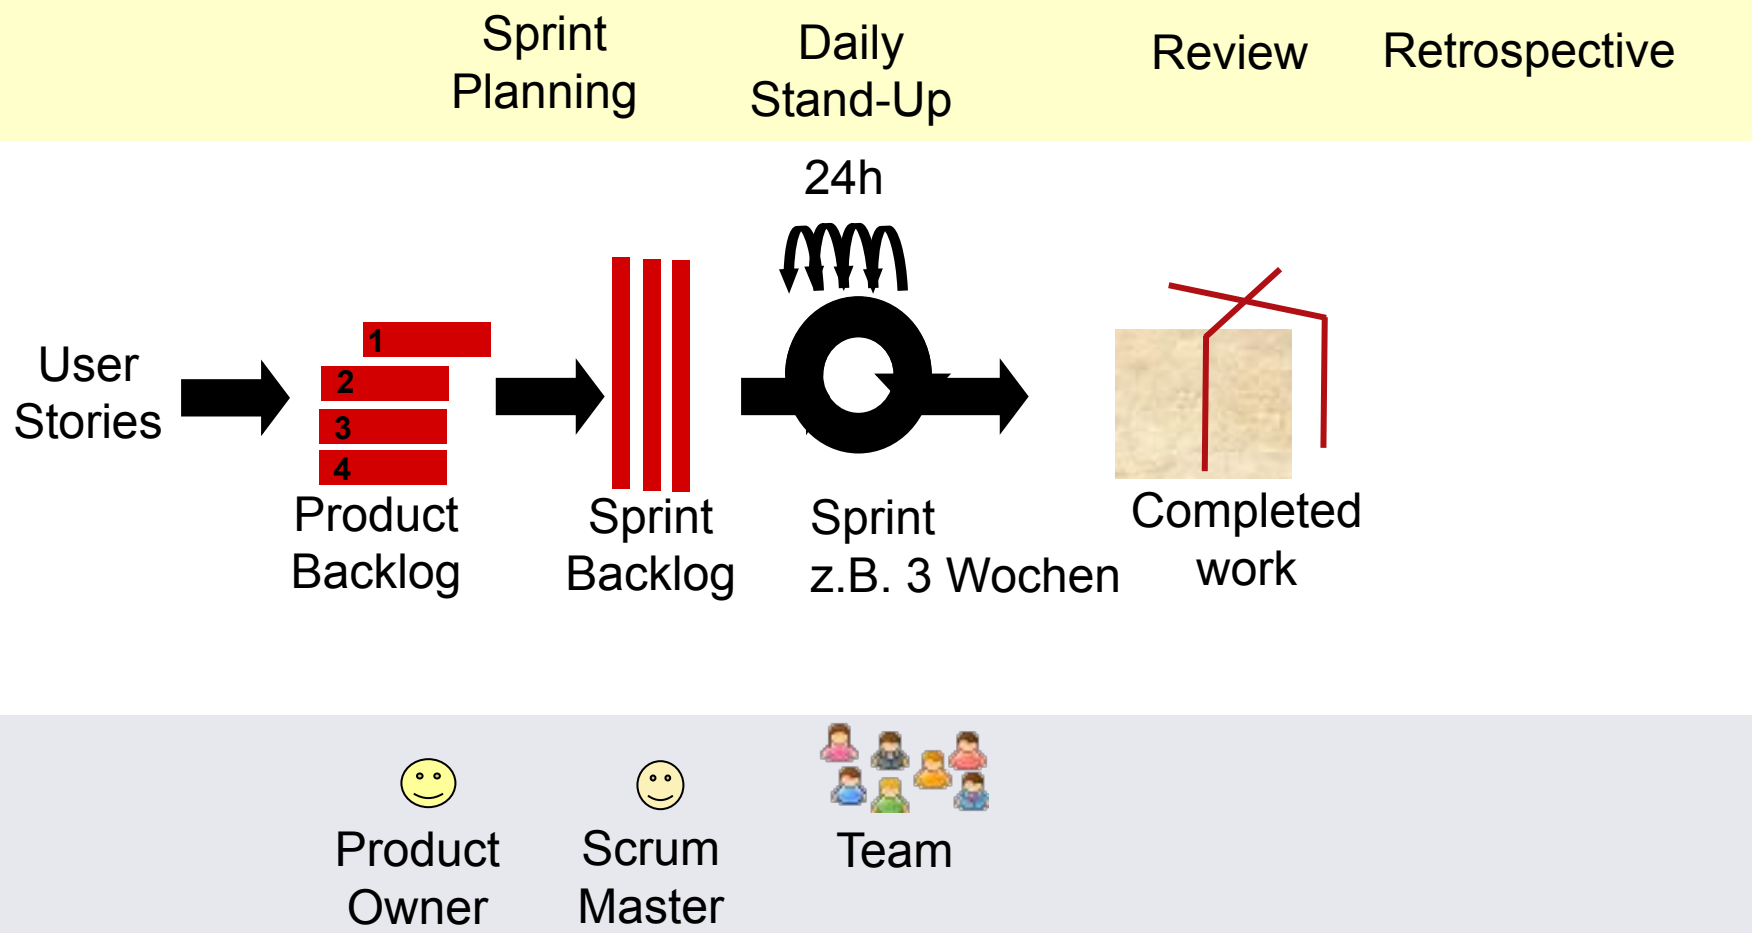 Sprint
Planning
Daily
Stand-Up
Review
Retrospective
24h
User
Stories
1
2
3
4
Product
Backlog
Sprint
Backlog
Sprint
z.B. 3 Wochen
Completed
work
Product
Owner
Scrum
Master
Team